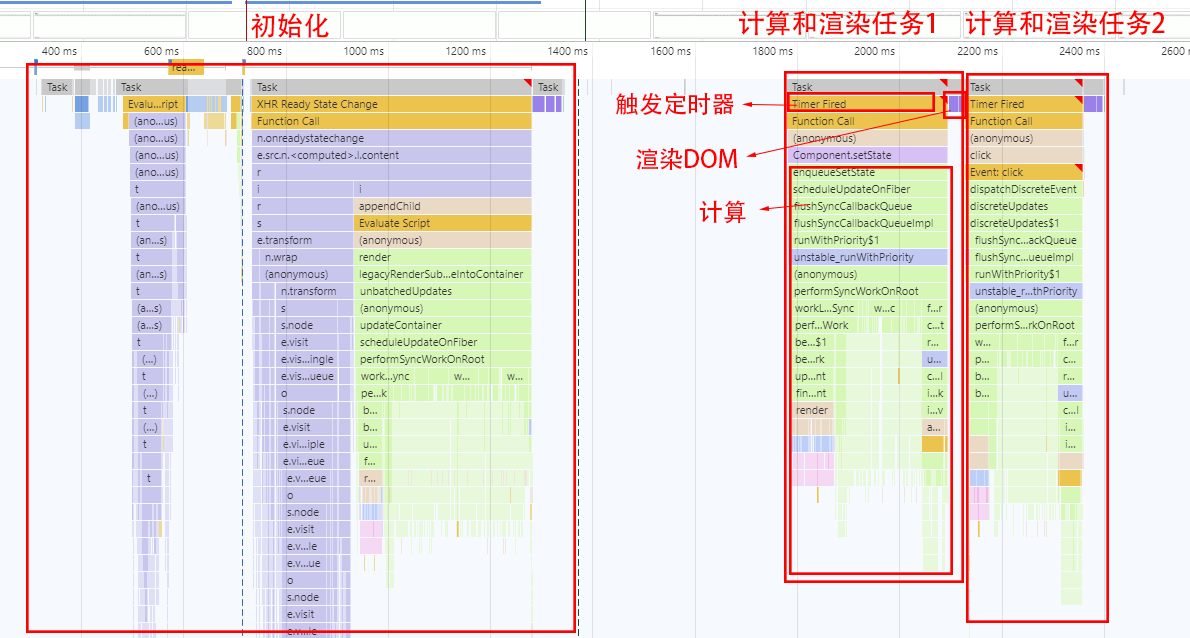 初始化
计算和渲染任务1
计算和渲染任务2
400 ms
600 ms
800 ms
1000 ms
1200 ms
1400 ms
1600 ms
1800 ms
2000 ms
2200 ms
2400 ms
2600
rea...
Task
Task
Task
Task
Task
Task
Evalu...ript
XHR Ready State Change
触发定时器
Timer Fired
Timer Fired
(ano...us)
Function Call
Function Call
Function Call
(ano...us)
n.onreadystatechange
(anonymous)
(anonymous)
(ano...us)
e.src.n.<computed>.l.content
渲染DOM
Component.setState
click
(ano...us)
r
enqueueSetState
Event: click
t
i
i
scheduleUpdateOnFiber
dispatchDiscreteEvent
(ano...us)
r
appendChild
计算
flushSyncCallbackQueue
discreteUpdates
t
s
Evaluate Script
flushSyncCallbackQueueImpl
discreteUpdates$1
(an...s)
e.transform
(anonymous)
runWithPriority$1
flushSync...ackQueue
t
n.wrap
render
unstable_runWithPriority
flushSyn...ueueImpl
(an...s)
(anonymous)
legacyRenderSub...eIntoContainer
(anonymous)
runWithPriority$1
t
n.transform
unbatchedUpdates
performSyncWorkOnRoot
unstable_r...thPriority
(a...s)
s
(anonymous)
workL...Sync
w...c
f...r
(anonymous)
(a...s)
s.node
updateContainer
perf...Work
c...t
performS...rkOnRoot
t
e.visit
scheduleUpdateOnFiber
be...$1
r...
w...
f...r
(...)
e.vis...ingle
performSyncWorkOnRoot
be...rk
u...
p...
c...
t
e.vis...ueue
work...ync
w...
w...
up...nt
c...l
b...
r...
(...)
o
pe...k
fin...nt
i...k
b...
u...
t
s.node
b...
render
i...v
c...l
(...)
e.visit
b...
a...
i...
t
e.vi...iple
u...
i...
e.vi...eue
f...
t
e.v...eue
r...
o
s.node
e.visit
e.v...le
e.v...ue
o
s.node
e.visit
e.v...le